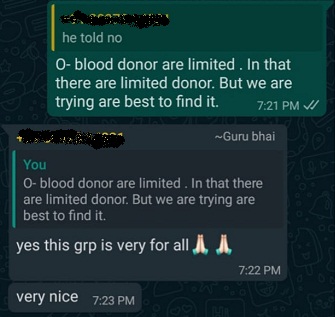 he told no
O- blood donor are limited . In that
there are limited donor. But we are
trying are best to find it.
7:21 PM
~Guru bhai
You
O- blood donor are limited . In that there
are limited donor. But we are trying are
best to find it.
yes this grp is very for all🙏🏻🙏🏻
7:22 PM
very nice 7:23 PM